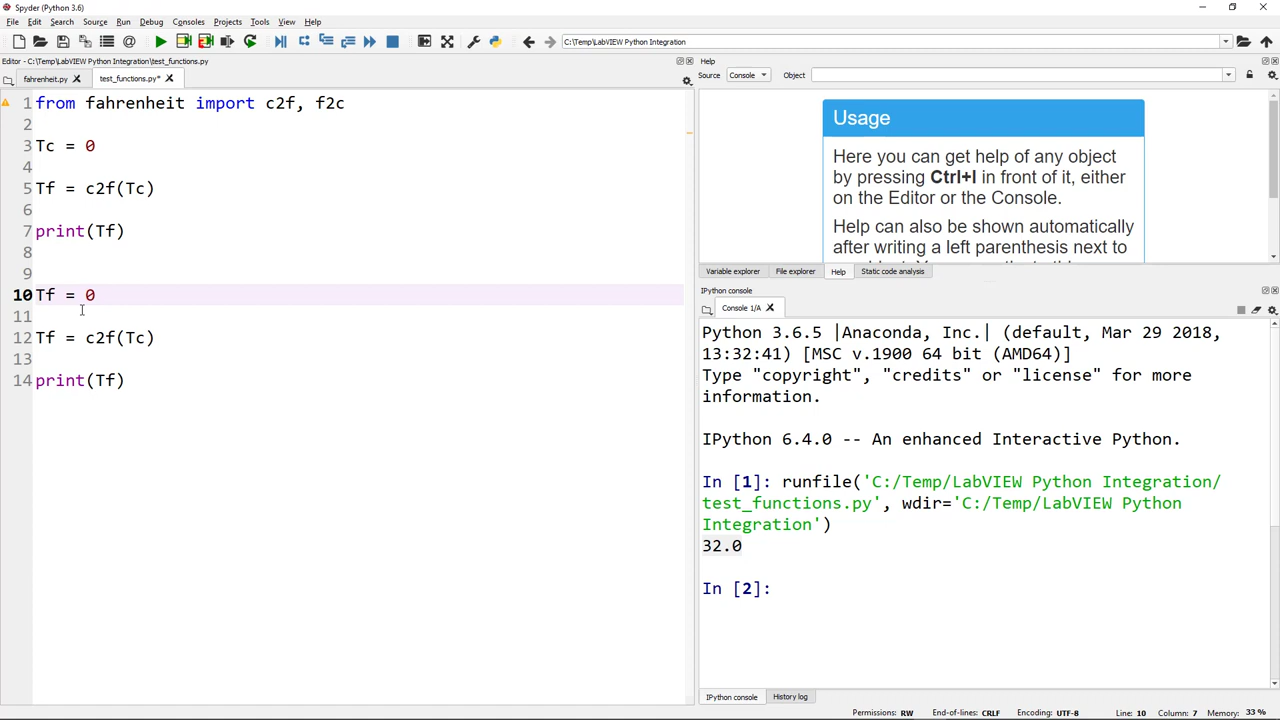 Spyder (Python 3.6)
File Edit Search Source Run Debug Consoles Projects Tools View Help
C:\Temp\LabVIEW Python Integration
Editor - C:\Temp\LabVIEW Python Integration\test_functions.py
fahrenheit.py test_functions.py*
1 from fahrenheit import c2f, f2c
2
3 Tc = 0
4
5 Tf = c2f(Tc)
6
7 print(Tf)
8
9
10 Tf = 0
11
12 Tf = c2f(Tc)
13
14 print(Tf)
Help
Source Console Object
Usage
Here you can get help of any object
by pressing Ctrl+I in front of it, either
on the Editor or the Console.
Help can also be shown automatically
after writing a left parenthesis next to
Variable explorer File explorer Help Static code analysis
IPython console
Console 1/A
Python 3.6.5 |Anaconda, Inc.| (default, Mar 29 2018,
13:32:41) [MSC v.1900 64 bit (AMD64)]
Type "copyright", "credits" or "license" for more
information.
IPython 6.4.0 -- An enhanced Interactive Python.
In [1]: runfile('C:/Temp/LabVIEW Python Integration/
test_functions.py', wdir='C:/Temp/LabVIEW Python
Integration')
32.0
In [2]:
IPython console History log
Permissions: RW End-of-lines: CRLF Encoding: UTF-8 Line: 10 Column: 7 Memory: 33 %